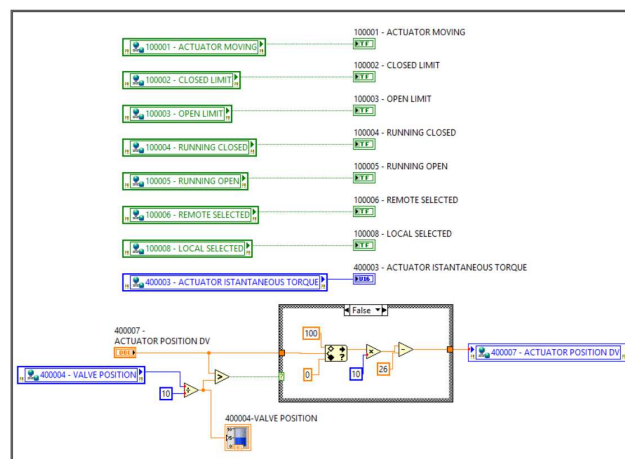 100001 - ACTUATOR MOVING
100001 - ACTUATOR MOVING
TF
100002 - CLOSED LIMIT
100002 - CLOSED LIMIT
TF
100003 - OPEN LIMIT
100003 - OPEN LIMIT
TF
100004 - RUNNING CLOSED
100004 - RUNNING CLOSED
TF
100005 - RUNNING OPEN
100005 - RUNNING OPEN
TF
100006 - REMOTE SELECTED
100006 - REMOTE SELECTED
TF
100008 - LOCAL SELECTED
100008 - LOCAL SELECTED
TF
400003 - ACTUATOR ISTANTANEOUS TORQUE
400003 - ACTUATOR ISTANTANEOUS TORQUE
U16
False
400007 -
ACTUATOR POSITION DV
DBL
100
0
10
26
400007 - ACTUATOR POSITION DV
400004 - VALVE POSITION
10
400004-VALVE POSITION